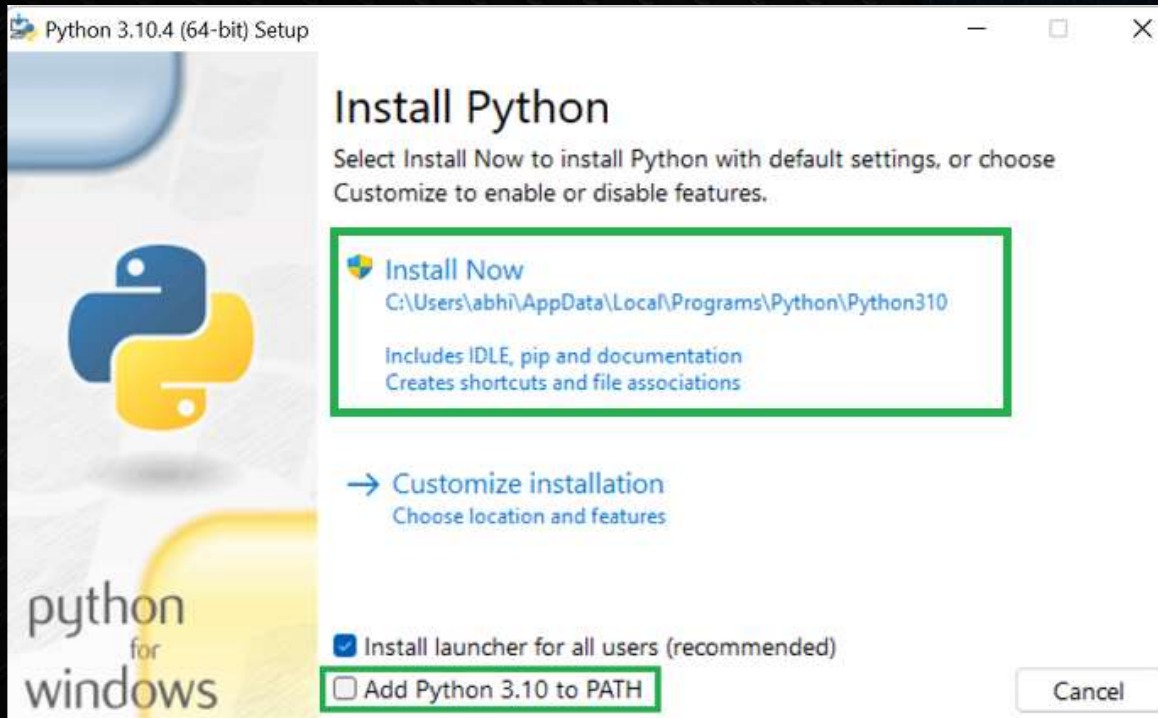 Python 3.10.4 (64-bit) Setup
Install Python
Select Install Now to install Python with default settings, or choose
Customize to enable or disable features.
Install Now
C:\Users\abhi\AppData\Local\Programs\Python\Python310
Includes IDLE, pip and documentation
Creates shortcuts and file associations
Customize installation
Choose location and features
python
for
windows
Install launcher for all users (recommended)
Add Python 3.10 to PATH
Cancel